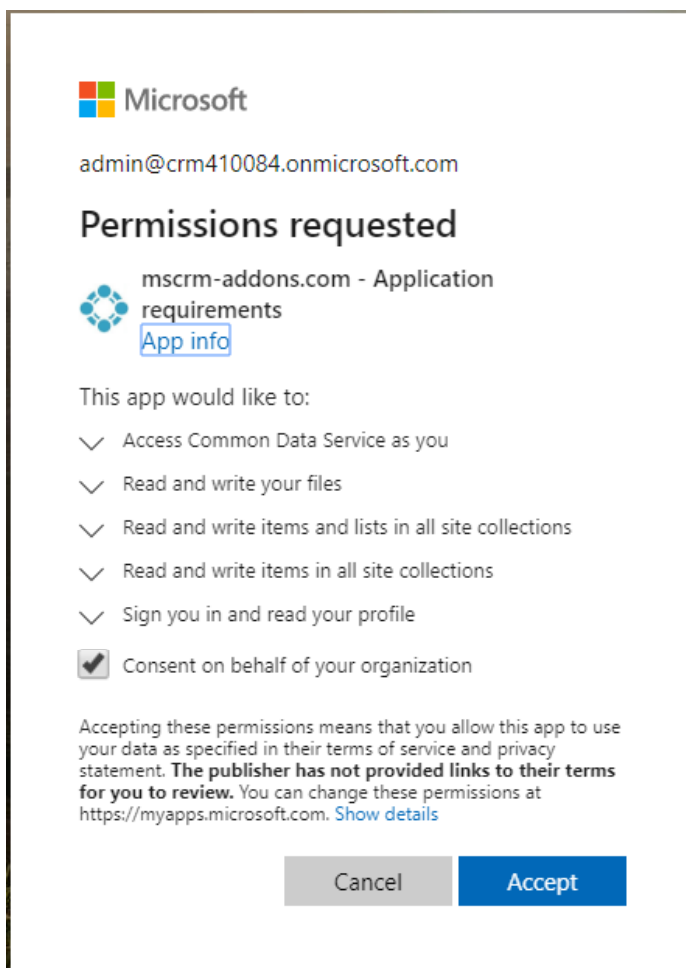 Microsoft
admin@crm410084.onmicrosoft.com
Permissions requested
mscrm-addons.com - Application
requirements
App info
This app would like to:
Access Common Data Service as you
Read and write your files
Read and write items and lists in all site collections
Read and write items in all site collections
Sign you in and read your profile
Consent on behalf of your organization
Accepting these permissions means that you allow this app to use
your data as specified in their terms of service and privacy
statement. The publisher has not provided links to their terms
for you to review. You can change these permissions at
https://myapps.microsoft.com. Show details
Cancel
Accept